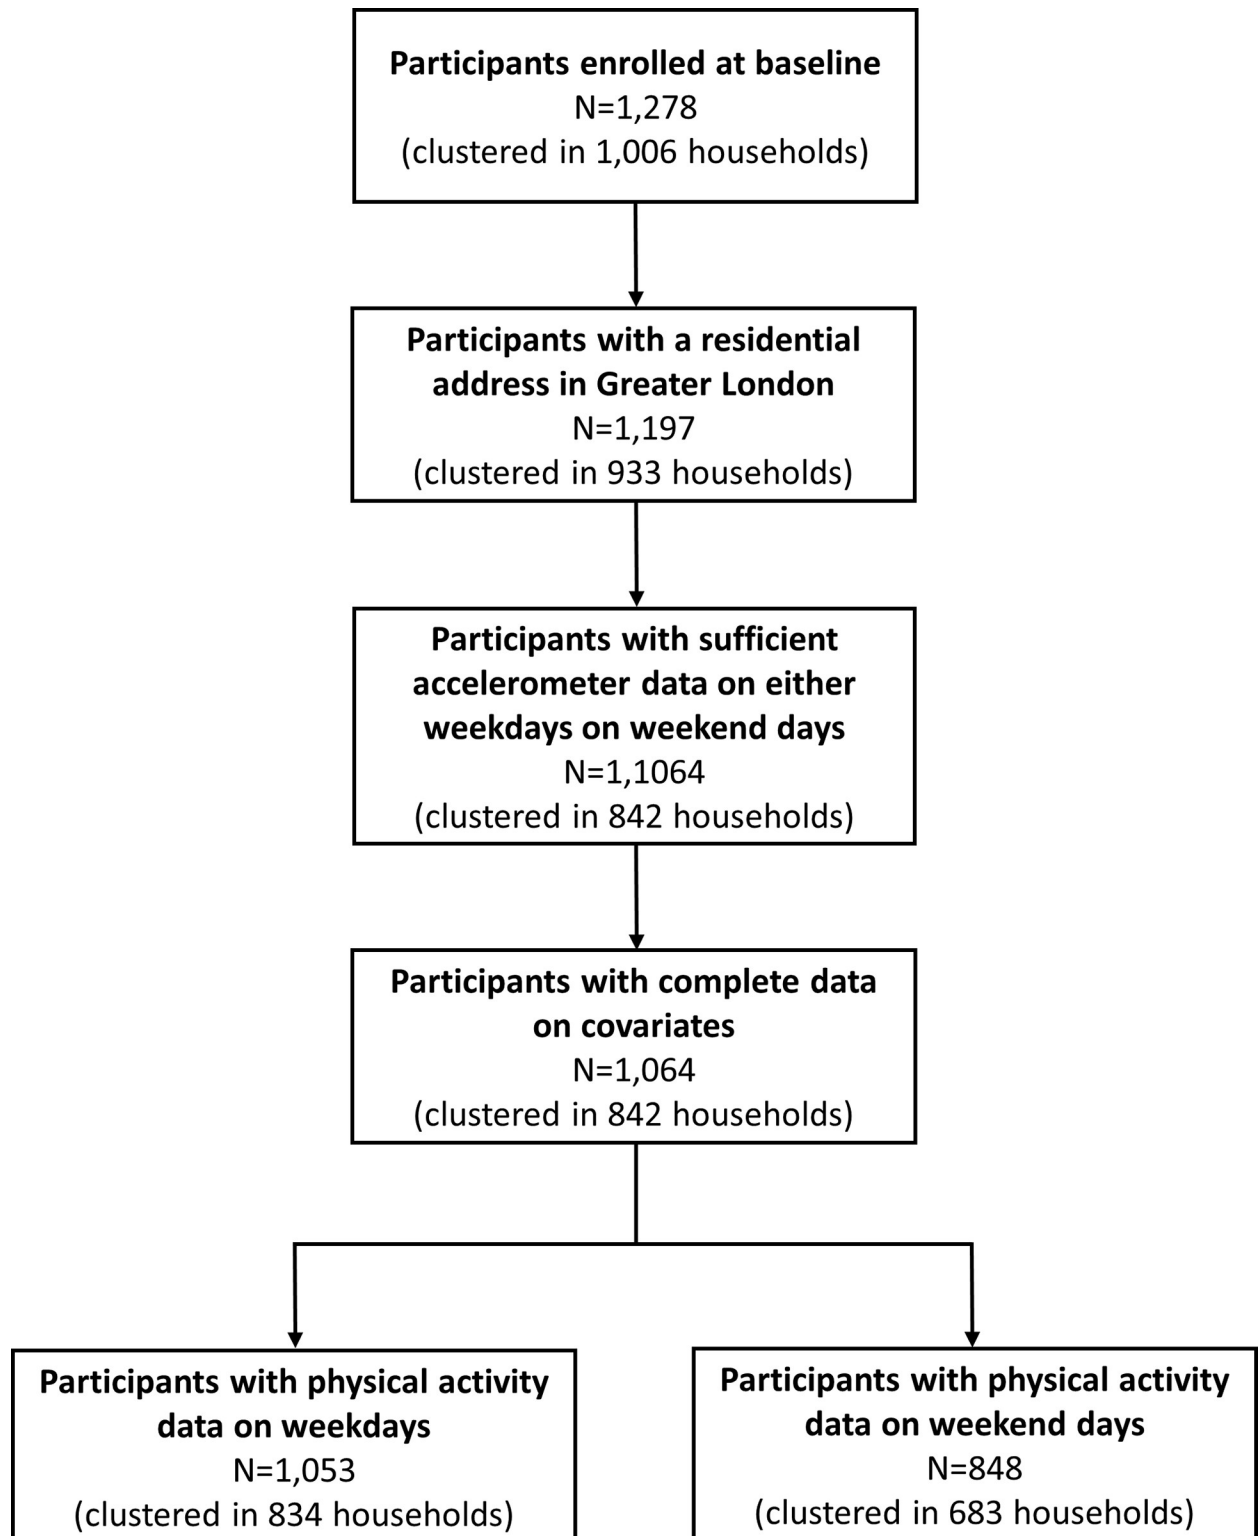 Participants enrolled at baseline
N=1,278
(clustered in 1,006 households)
Participants with a residential
address in Greater London
N=1,197
(clustered in 933 households)
Participants with sufficient
accelerometer data on either
weekdays on weekend days
N=1,1064
(clustered in 842 households)
Participants with complete data
on covariates
N=1,064
(clustered in 842 households)
Participants with physical activity
data on weekdays
N=1,053
(clustered in 834 households)
Participants with physical activity
data on weekend days
N=848
(clustered in 683 households)